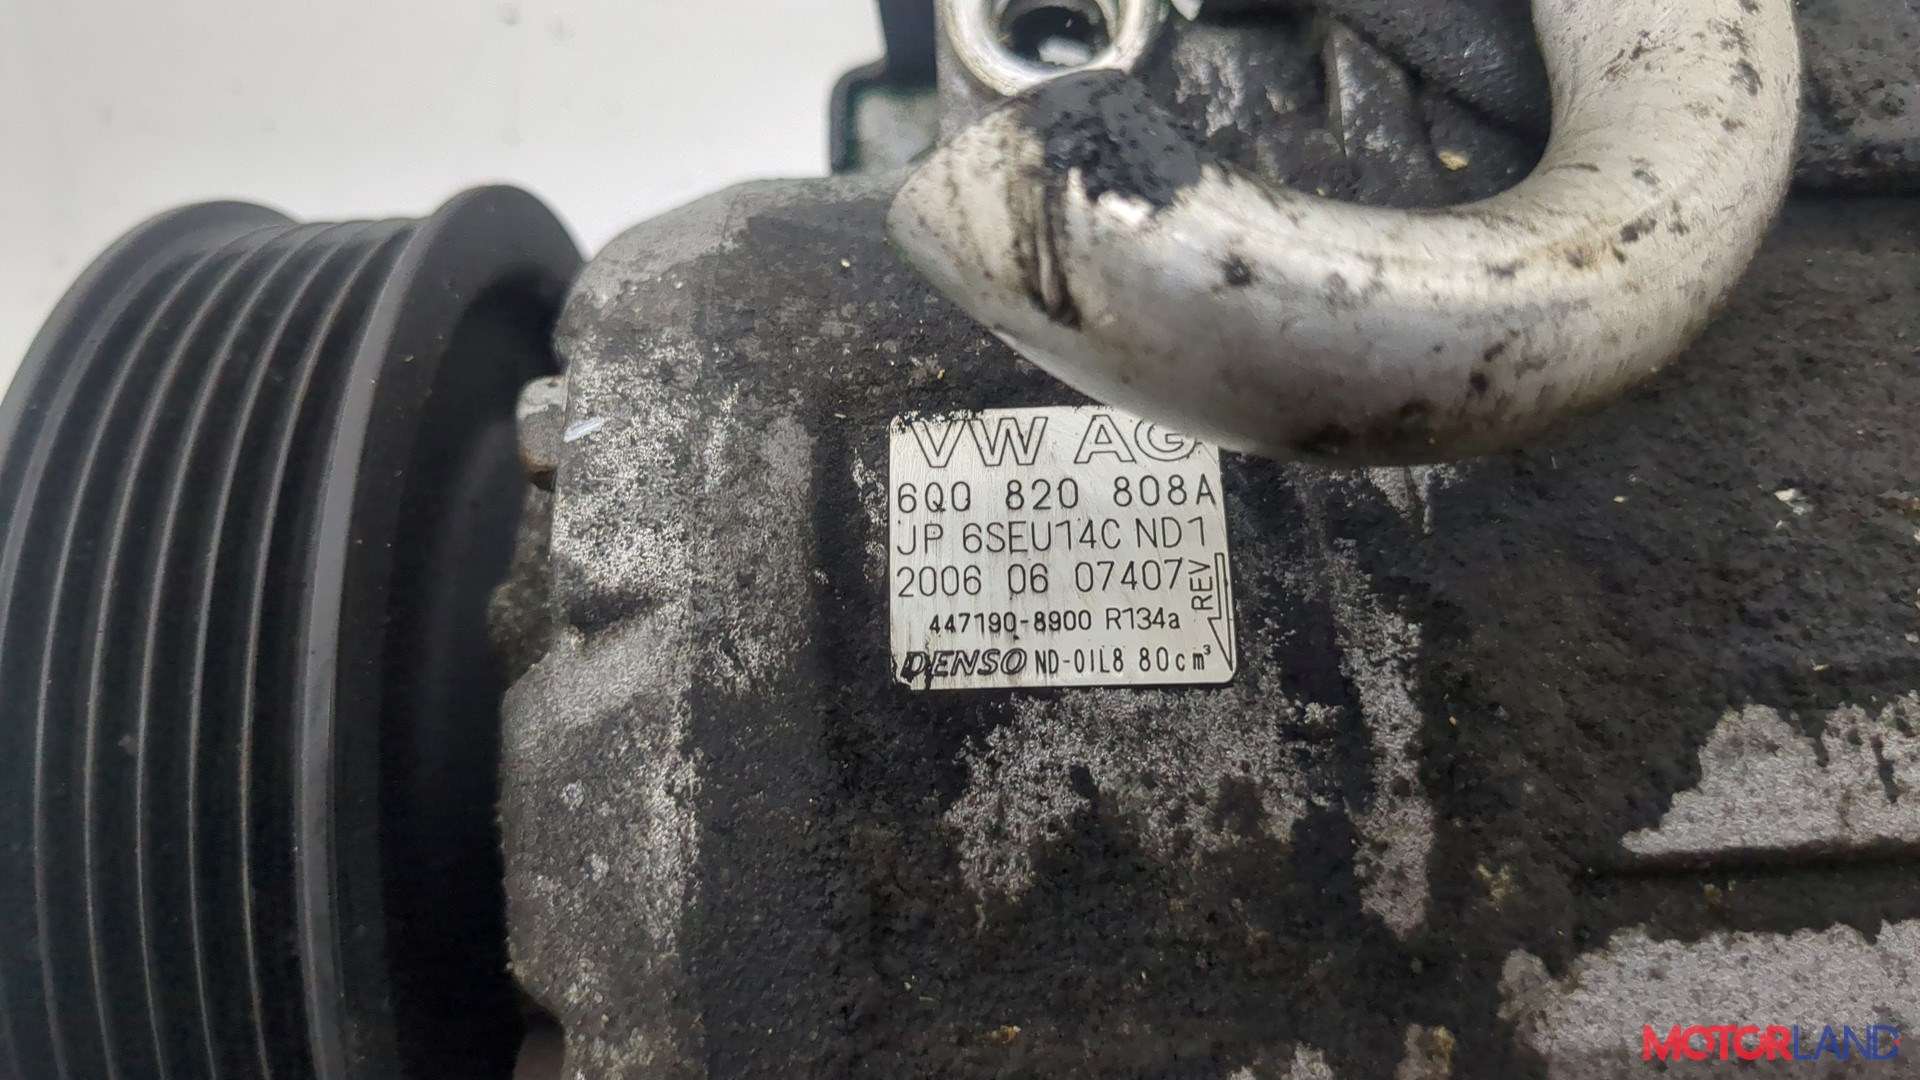 VW AG
6Q0 820 808A
JP 6SEU14C ND1
2006 06 07407
REV
447190-8900 R134a
DENSO ND-OIL8 80cm³
MOTORLAND